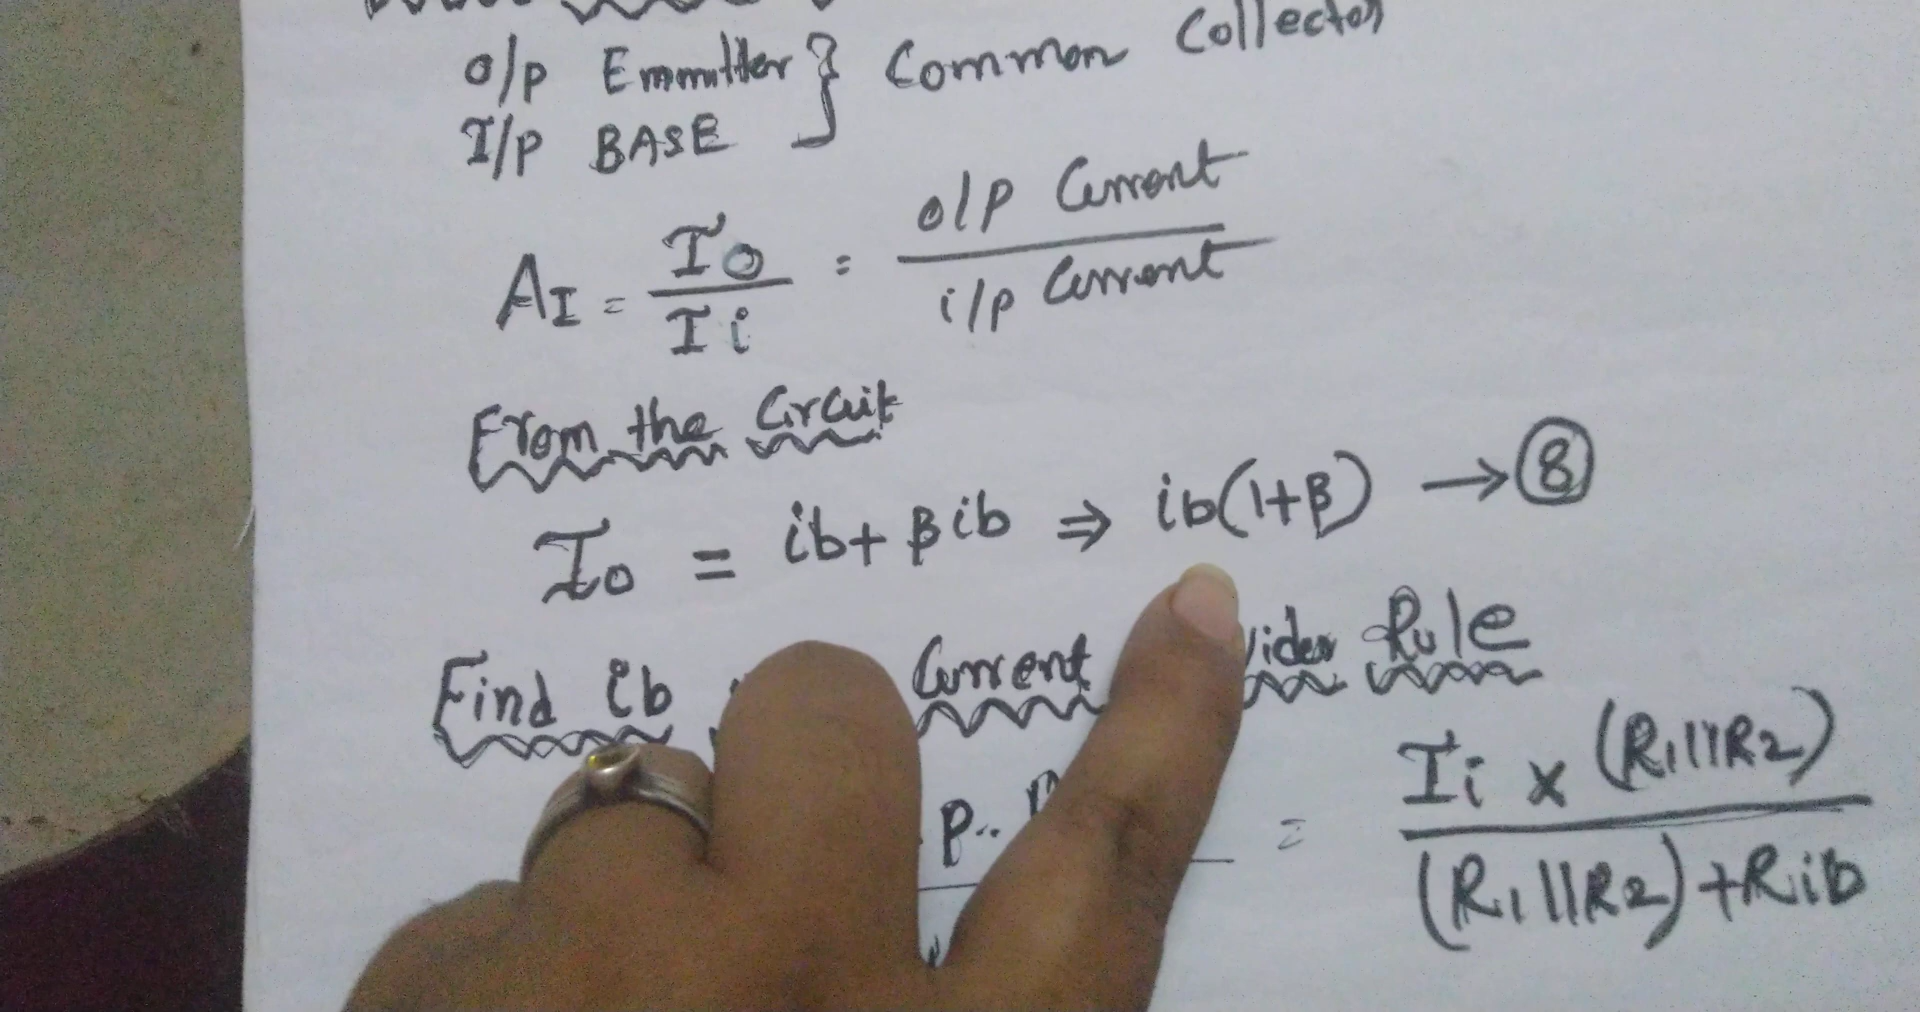 o/p Emmitter } Common Collector
I/p BASE
AI = Io / Ii = o/p Current / i/p Current
From the Circuit
Io = ib + βib ⇒ ib(1+β) → 8
Find ib Current Rule
= Ii x (R1||R2) / (R1||R2) + Rib